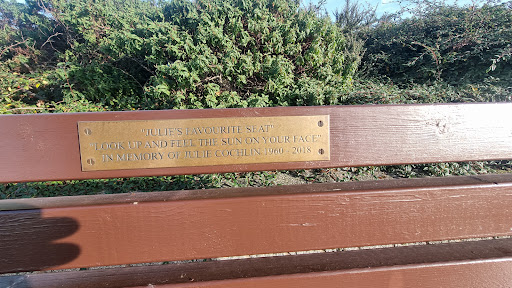 "JULIE'S FAVOURITE SEAT"
"LOOK UP AND FEEL THE SUN ON YOUR FACE"
IN MEMORY OF JULIE COCHLIN 1960 - 2018